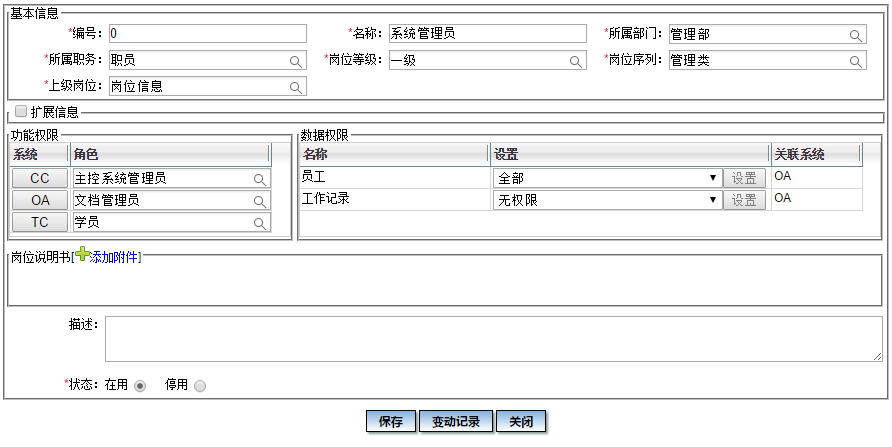 基本信息
*编号: 0 *名称: 系统管理员 *所属部门: 管理部
*所属职务: 职员 *岗位等级: 一级 *岗位序列: 管理类
*上级岗位: 岗位信息
扩展信息
功能权限 数据权限
系统 角色 名称 设置 关联系统
CC 主控系统管理员 员工 全部 设置 OA
OA 文档管理员 工作记录 无权限 设置 OA
TC 学员
岗位说明书[添加附件]
描述:
*状态: 在用 停用
保存 变动记录 关闭